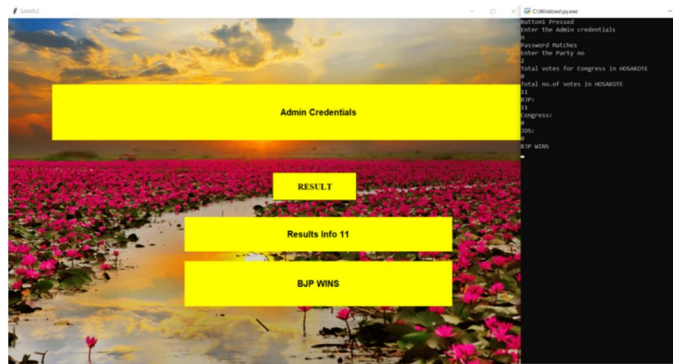 SAMPLE
Admin Credentials
RESULT
Results Info 11
BJP WINS
C:\Windows\py.exe
Button1 Pressed
Enter the Admin credentials
H
Password Matches
Enter the Party no
2
Total votes for Congress in HOSAKOTE
0
Total no.of votes in HOSAKOTE
11
BJP:
11
Congress:
0
JDS:
0
BJP WINS